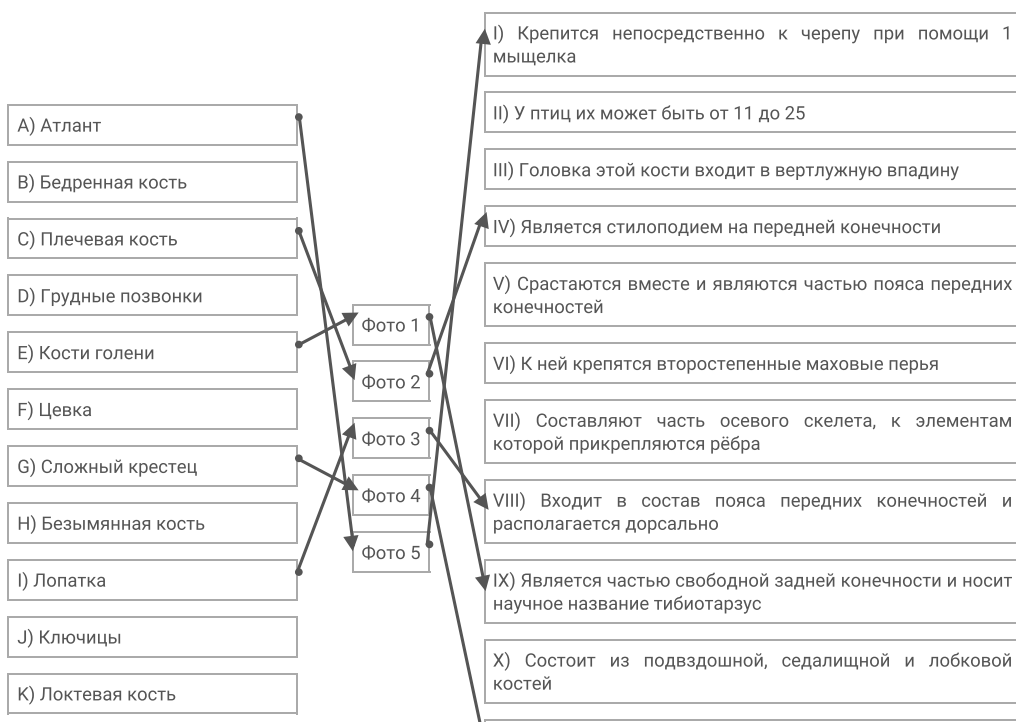 A) Атлант
B) Бедренная кость
C) Плечевая кость
D) Грудные позвонки
E) Кости голени
F) Цевка
G) Сложный крестец
H) Безымянная кость
I) Лопатка
J) Ключицы
K) Локтевая кость
Фото 1
Фото 2
Фото 3
Фото 4
Фото 5
I) Крепится непосредственно к черепу при помощи 1
мыщелка
II) У птиц их может быть от 11 до 25
III) Головка этой кости входит в вертлужную впадину
IV) Является стилоподием на передней конечности
V) Срастаются вместе и являются частью пояса передних
конечностей
VI) К ней крепятся второстепенные маховые перья
VII) Составляют часть осевого скелета, к элементам
которой прикрепляются рёбра
VIII) Входит в состав пояса передних конечностей и
располагается дорсально
IX) Является частью свободной задней конечности и носит
научное название тибиотарзус
X) Состоит из подвздошной, седалищной и лобковой
костей